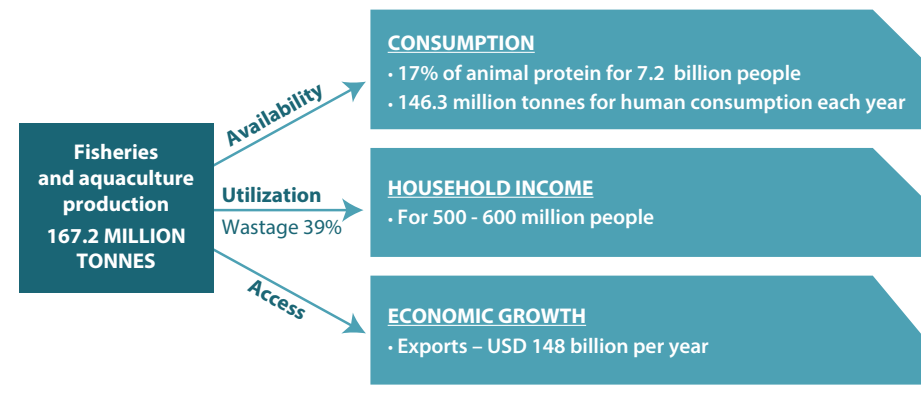 Fisheries
and aquaculture
production
167.2 MILLION
TONNES
Availability
Utilization
Wastage 39%
Access
CONSUMPTION
· 17% of animal protein for 7.2 billion people
· 146.3 million tonnes for human consumption each year
HOUSEHOLD INCOME
· For 500 - 600 million people
ECONOMIC GROWTH
· Exports – USD 148 billion per year